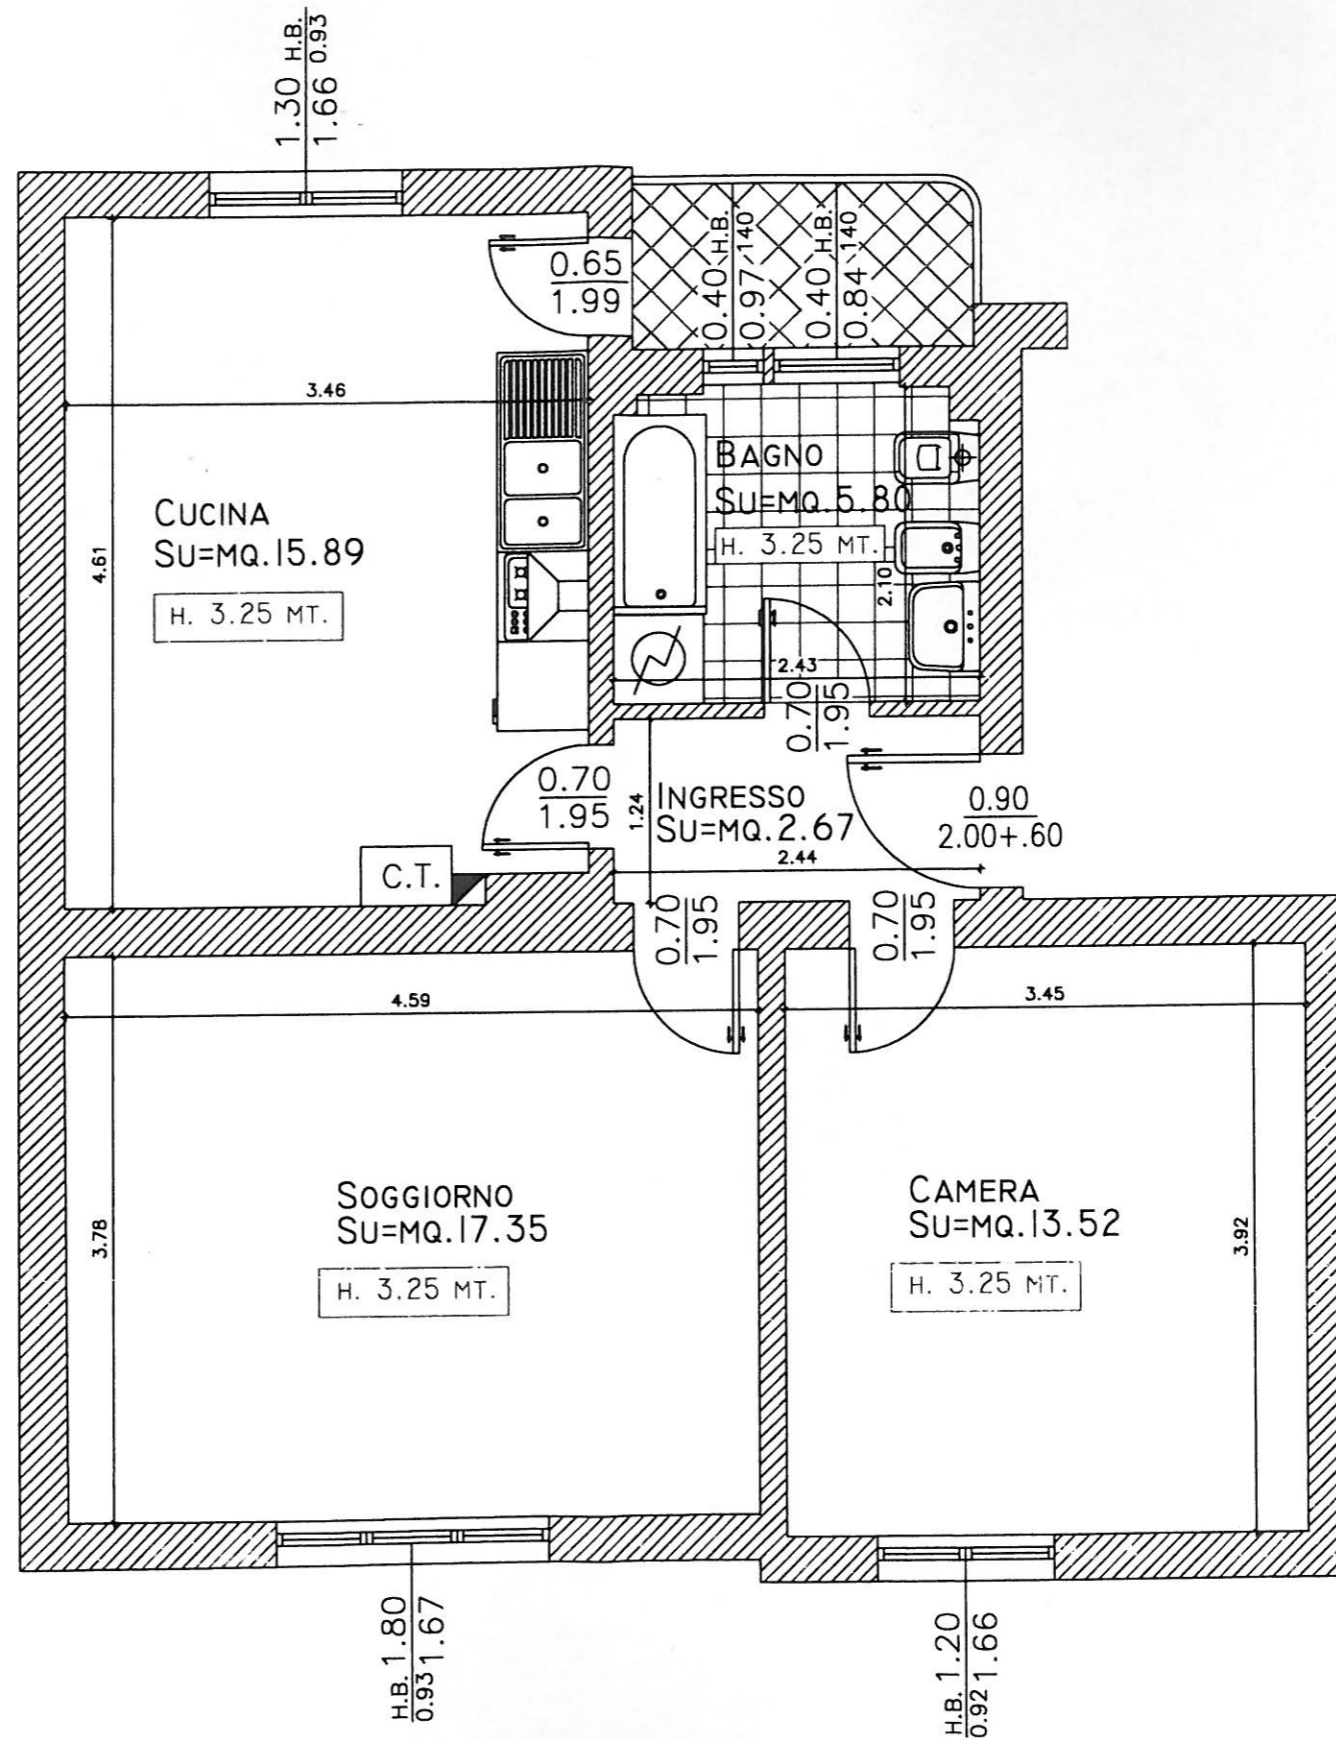 1.30 H.B.
1.66 0.93
0.65
1.99
0.40 H.B.
0.97 140
0.40 H.B.
0.84 140
3.46
4.61
CUCINA
SU=MQ.15.89
H. 3.25 MT.
BAGNO
SU=MQ.5.80
H. 3.25 MT.
2.10
2.43
0.70
1.95
0.70
1.95
1.24
INGRESSO
SU=MQ.2.67
2.44
0.90
2.00+.60
C.T.
0.70
1.95
0.70
1.95
4.59
3.45
3.78
SOGGIORNO
SU=MQ.17.35
H. 3.25 MT.
CAMERA
SU=MQ.13.52
H. 3.25 MT.
3.92
H.B. 1.80
0.93 1.67
H.B. 1.20
0.92 1.66